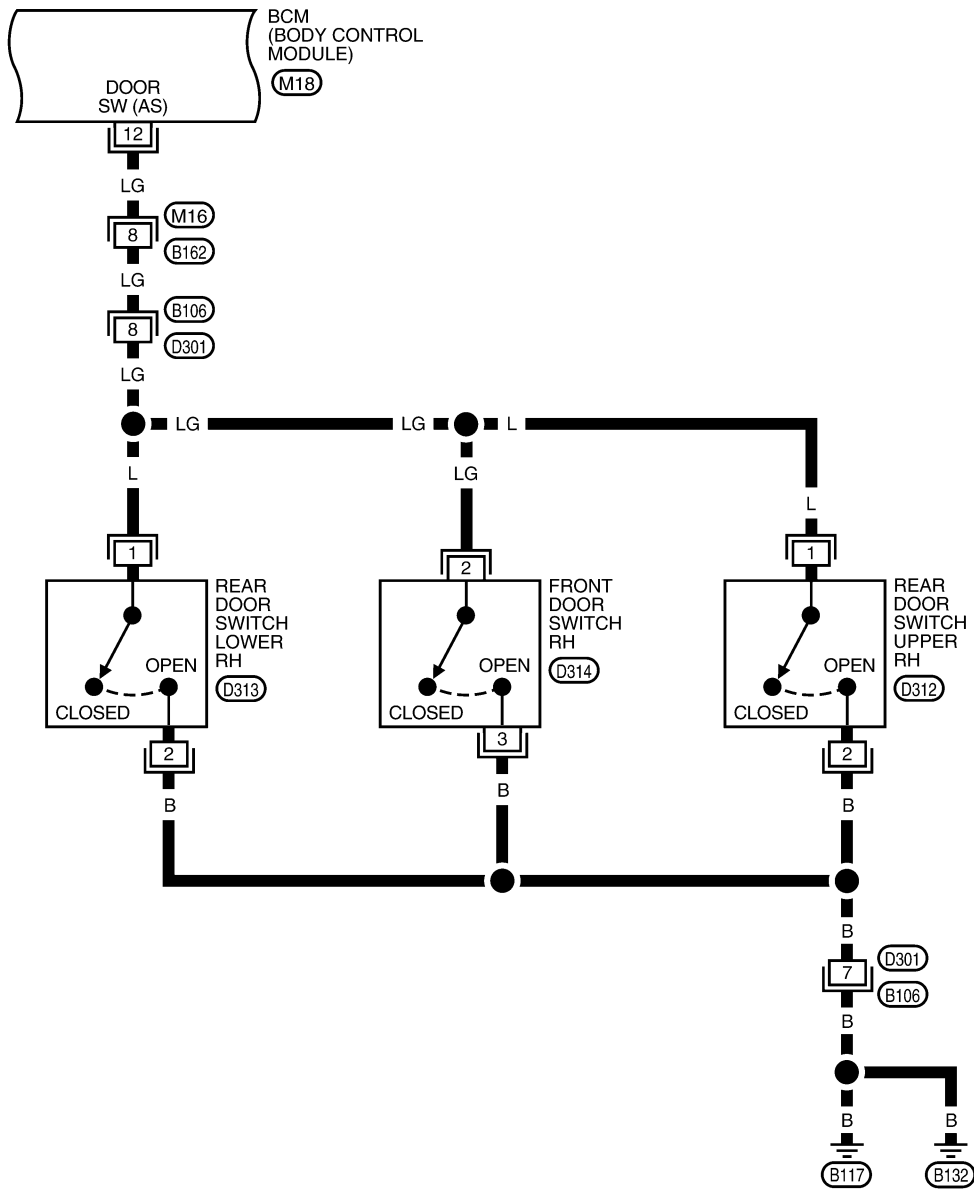 BCM
(BODY CONTROL
MODULE)
M18
DOOR
SW (AS)
12
LG
M16
8
B162
LG
B106
8
D301
LG
LG
LG
L
L
LG
L
1
2
1
REAR
DOOR
SWITCH
LOWER
RH
D313
OPEN
CLOSED
FRONT
DOOR
SWITCH
RH
D314
OPEN
CLOSED
REAR
DOOR
SWITCH
UPPER
RH
D312
OPEN
CLOSED
2
3
2
B
B
B
B
D301
7
B106
B
B
B
B117
B132